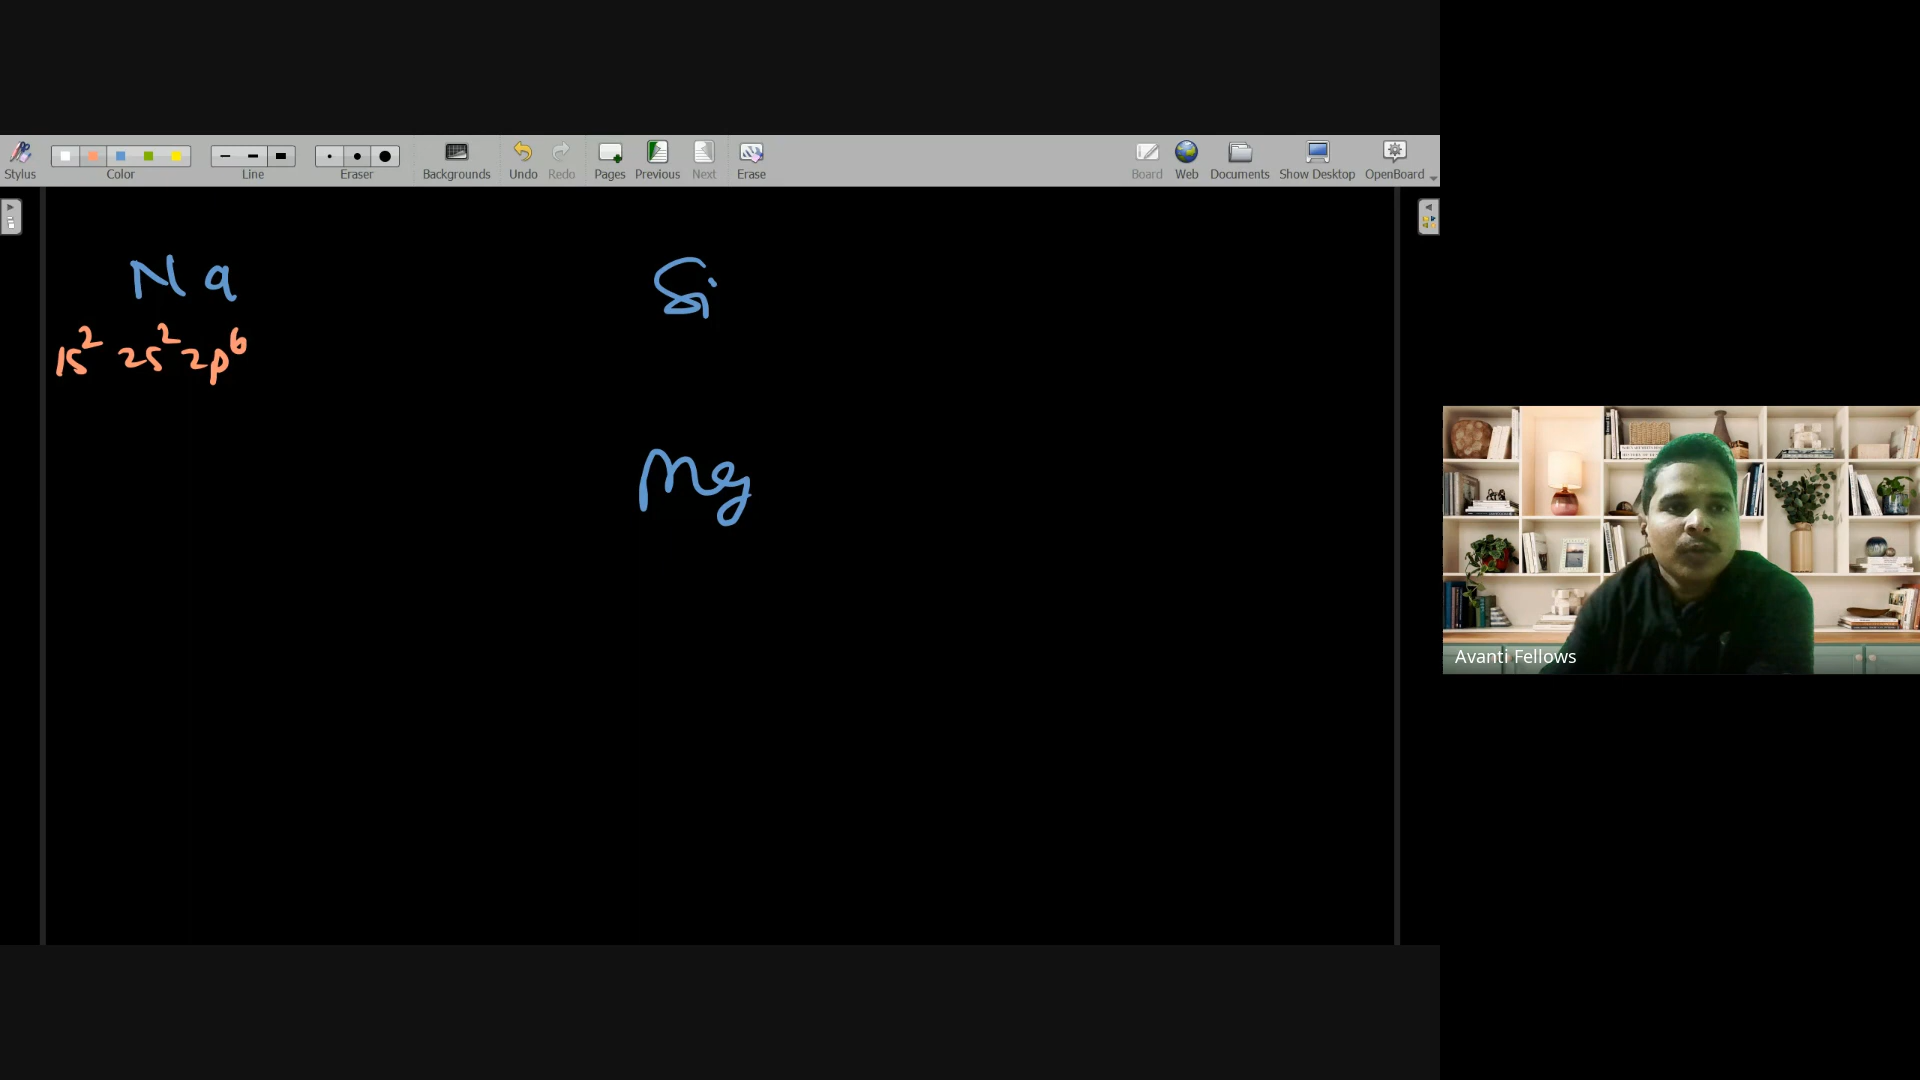 Stylus
Color
Line
Eraser
Backgrounds
Undo
Redo
Pages
Previous
Next
Erase
Board
Web
Documents
Show Desktop
OpenBoard
Na
Si
1s² 2s² 2p⁶
Mg
Avanti Fellows